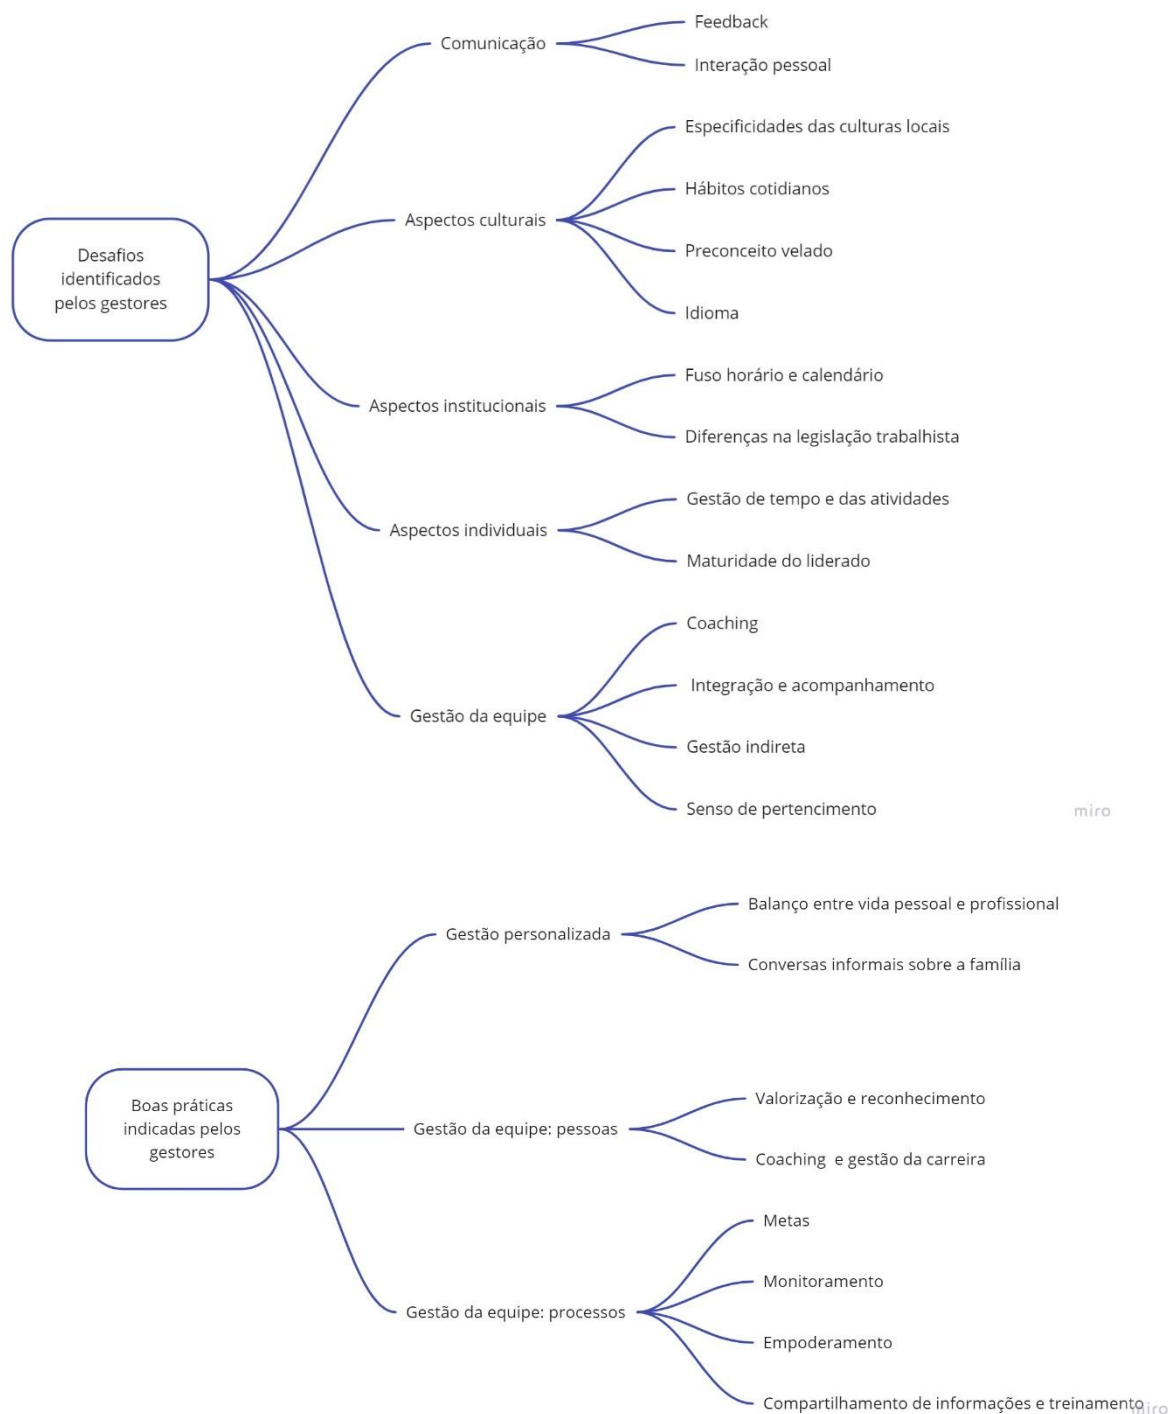 Desafios
identificados
pelos gestores
Comunicação
Feedback
Interação pessoal
Aspectos culturais
Especificidades das culturas locais
Hábitos cotidianos
Preconceito velado
Idioma
Aspectos institucionais
Fuso horário e calendário
Diferenças na legislação trabalhista
Aspectos individuais
Gestão de tempo e das atividades
Maturidade do liderado
Gestão da equipe
Coaching
Integração e acompanhamento
Gestão indireta
Senso de pertencimento
miro
Boas práticas
indicadas pelos
gestores
Gestão personalizada
Balanço entre vida pessoal e profissional
Conversas informais sobre a família
Gestão da equipe: pessoas
Valorização e reconhecimento
Coaching e gestão da carreira
Gestão da equipe: processos
Metas
Monitoramento
Empoderamento
Compartilhamento de informações e treinamento
miro